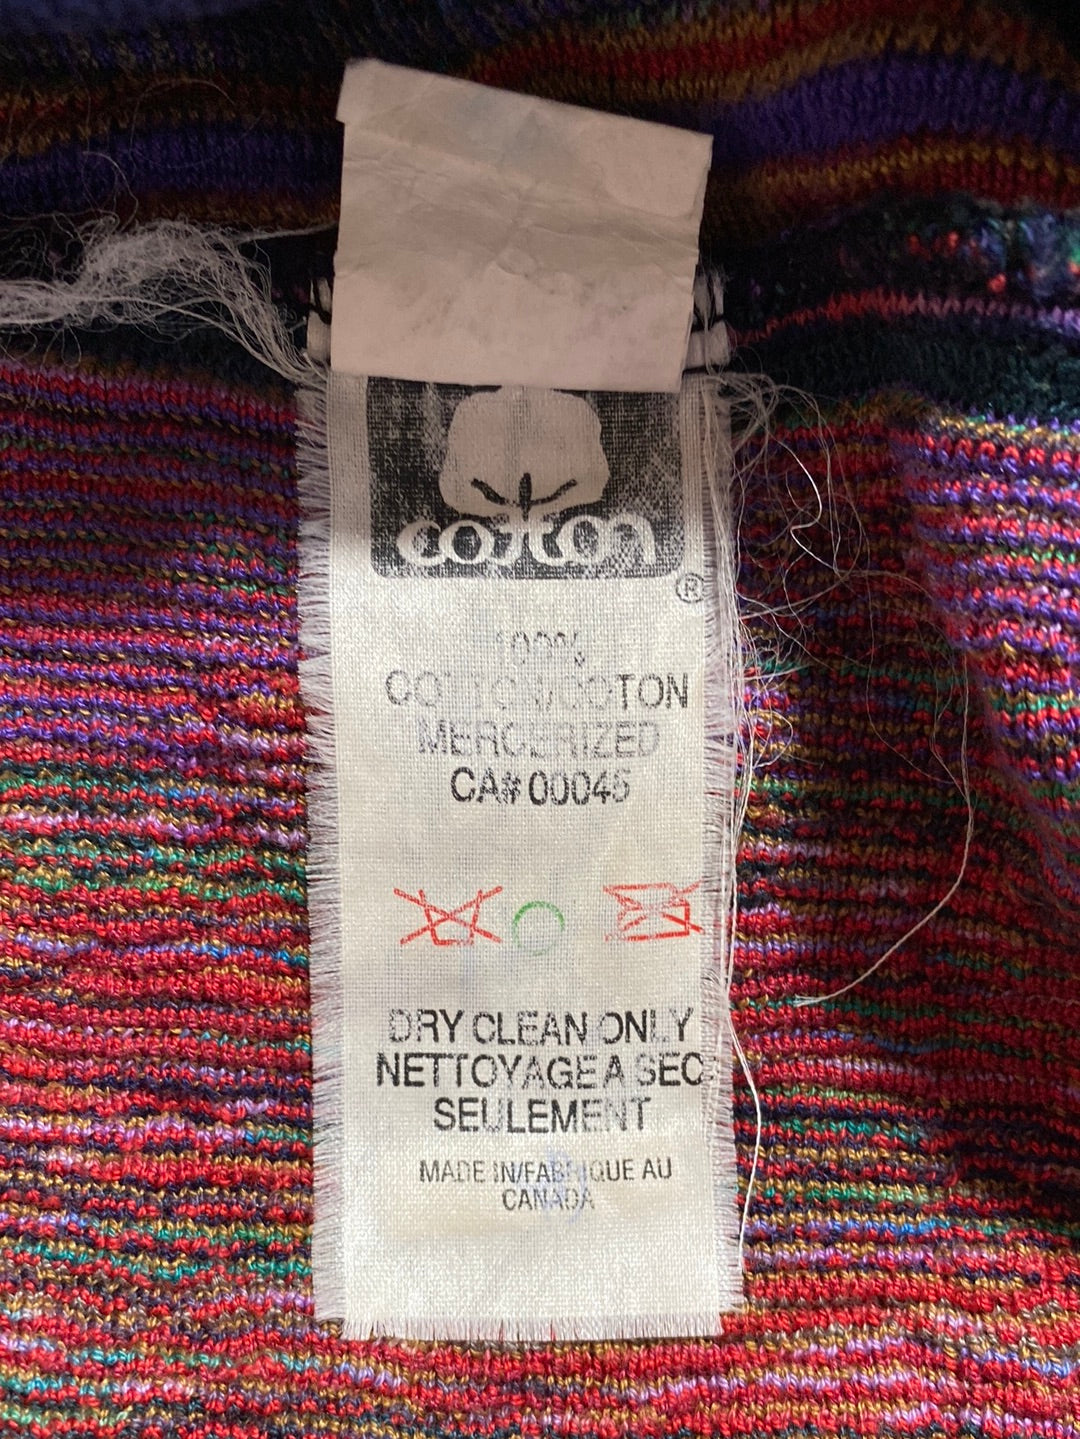 cotton
®
100%
COTTON/COTON
MERCERIZED
CA# 00045
DRY CLEAN ONLY
NETTOYAGE A SEC
SEULEMENT
MADE IN/FABRIQUE AU
CANADA